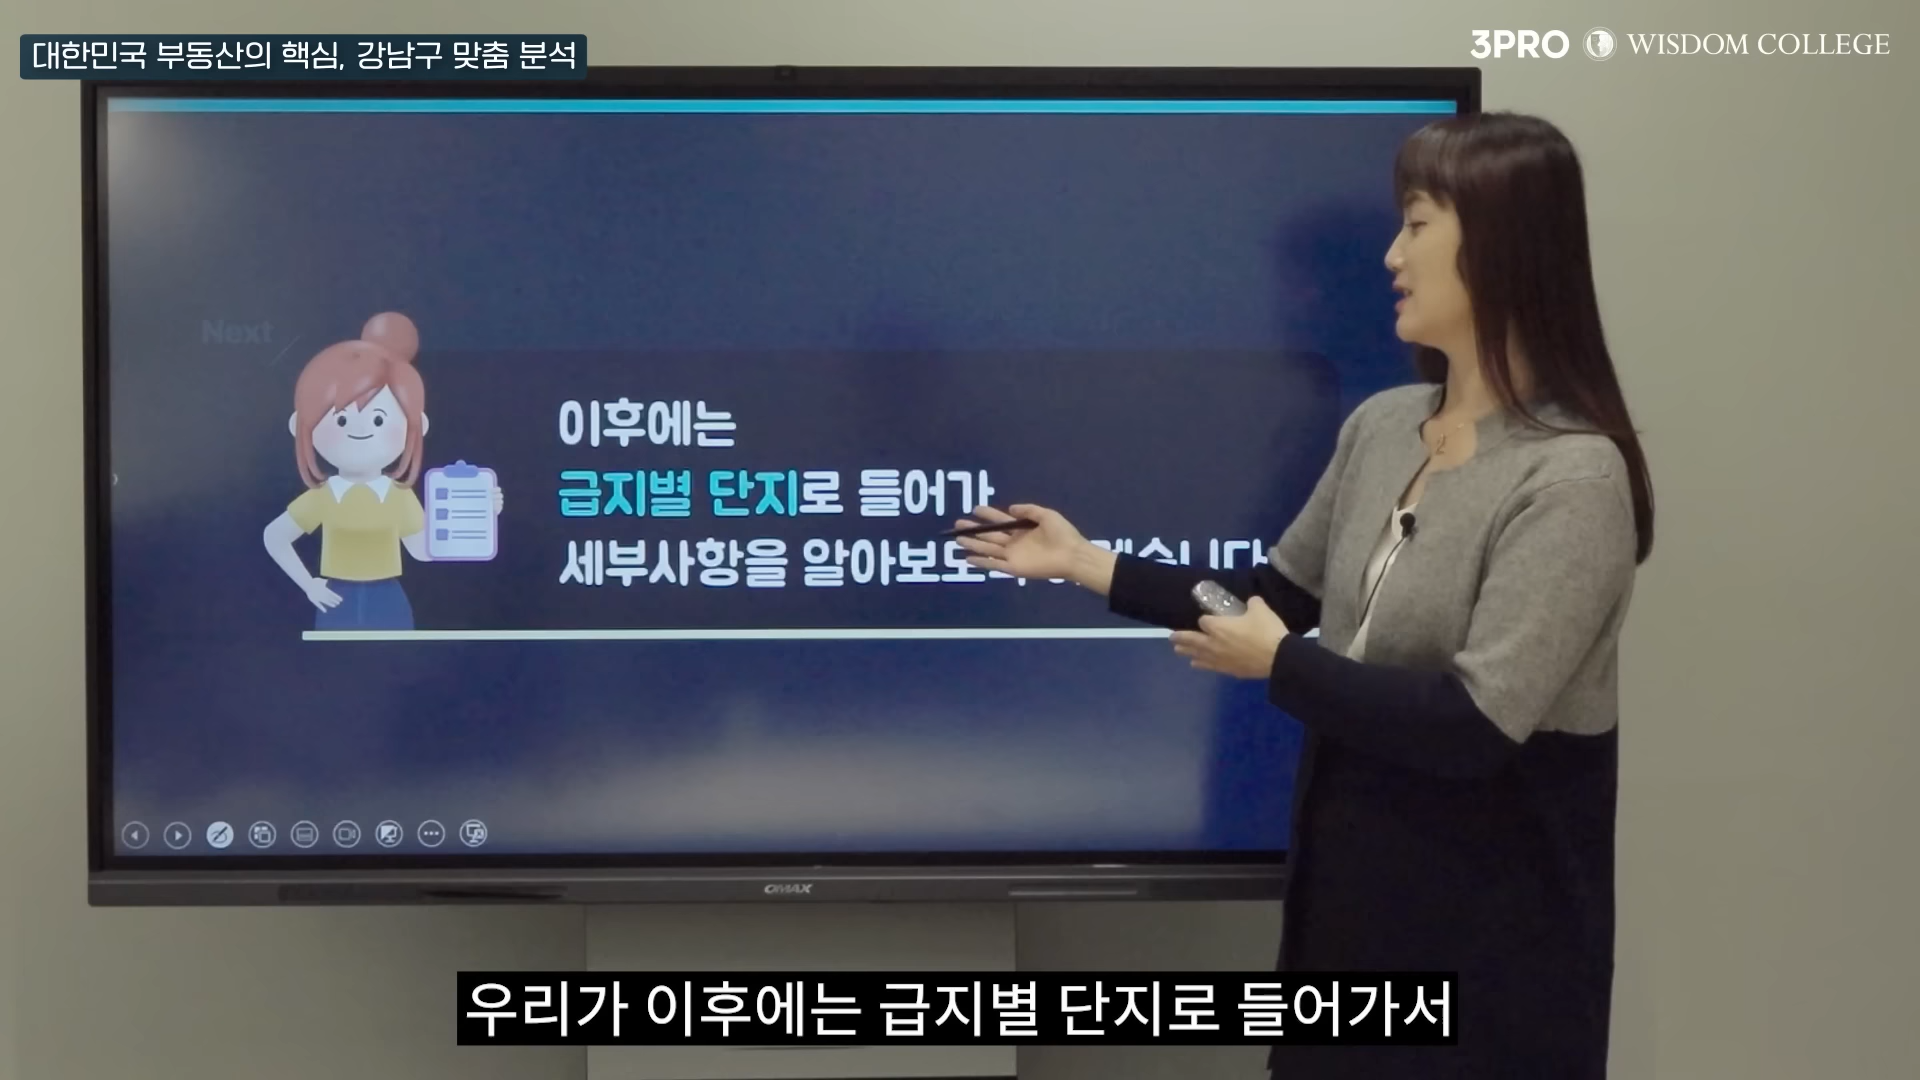 대한민국 부동산의 핵심, 강남구 맞춤 분석
3PRO WISDOM COLLEGE
Next
이후에는
급지별 단지로 들어가
세부사항을 알아보도
OMAX
우리가 이후에는 급지별 단지로 들어가서